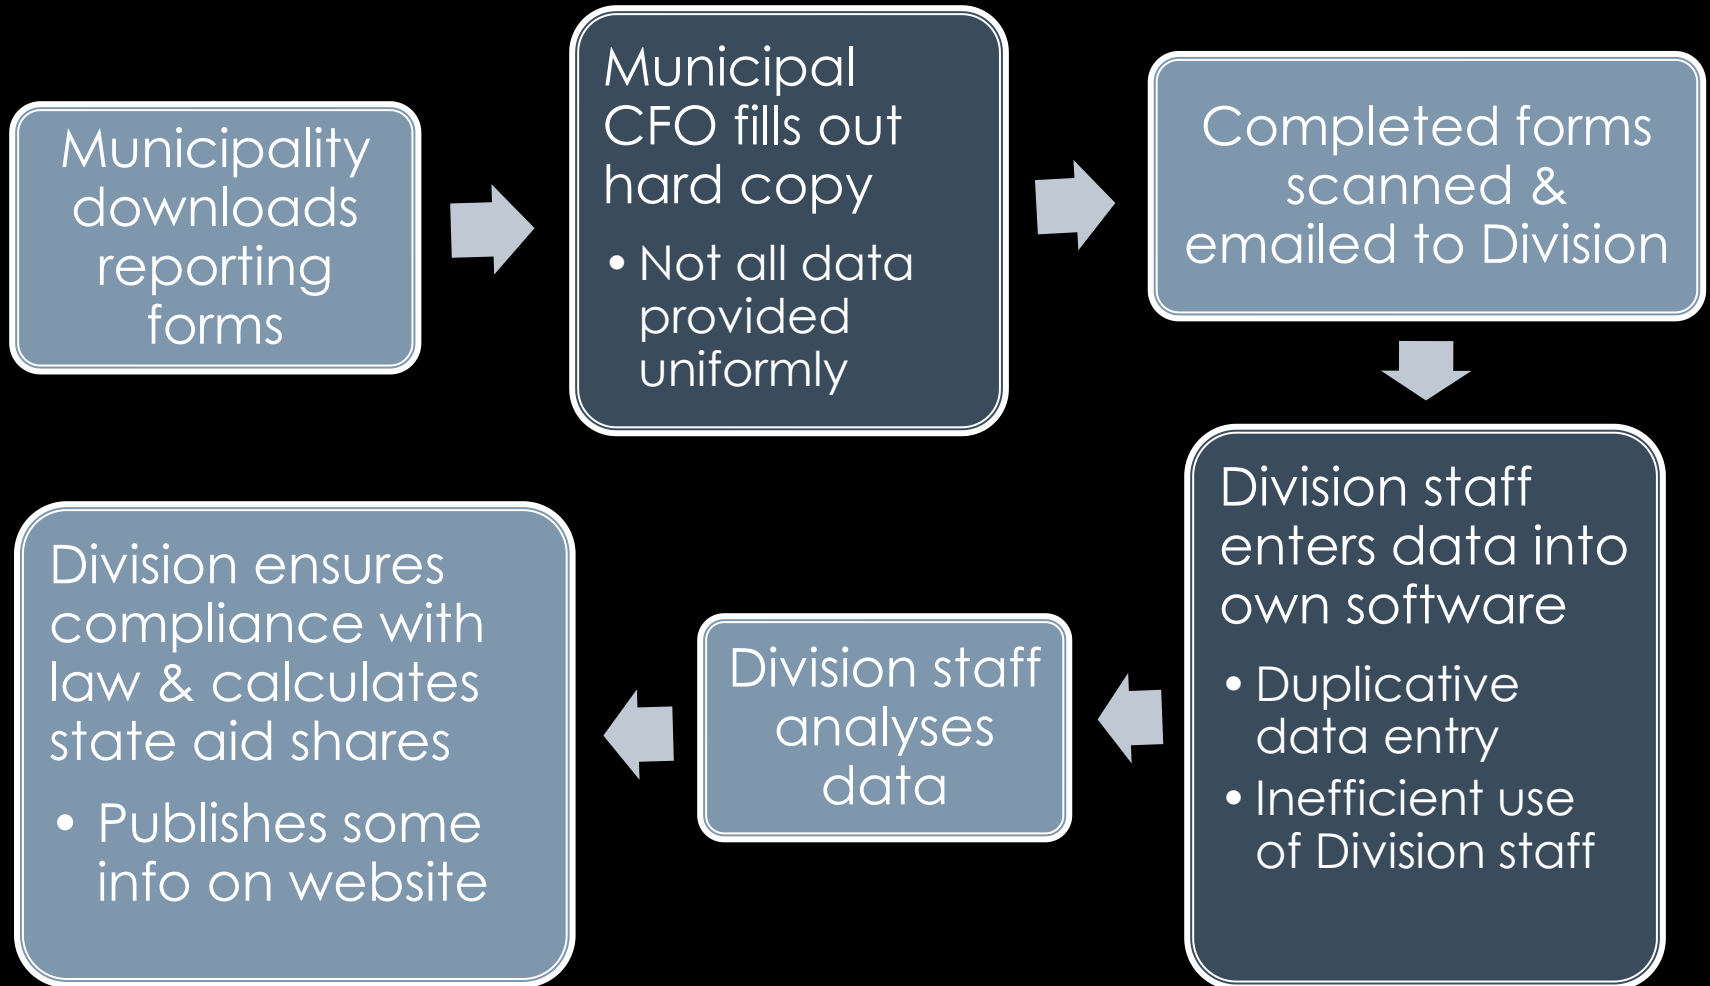 Municipality
downloads
reporting
forms
Municipal
CFO fills out
hard copy
• Not all data
provided
uniformly
Completed forms
scanned &
emailed to Division
Division staff
enters data into
own software
• Duplicative
data entry
• Inefficient use
of Division staff
Division staff
analyses
data
Division ensures
compliance with
law & calculates
state aid shares
• Publishes some
info on website